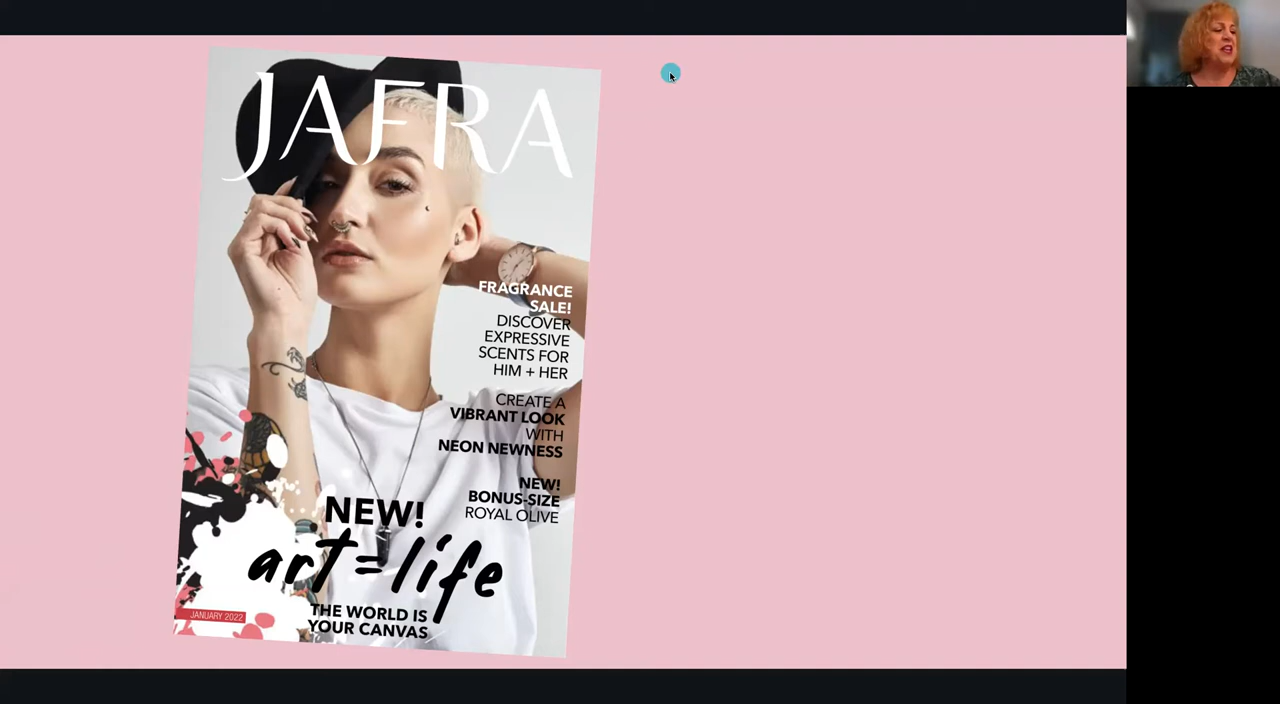 JAFRA
FRAGRANCE
SALE!
DISCOVER
EXPRESSIVE
SCENTS FOR
HIM + HER
CREATE A
VIBRANT LOOK
WITH
NEON NEWNESS
NEW!
BONUS-SIZE
ROYAL OLIVE
NEW!
art=life
THE WORLD IS
YOUR CANVAS
JANUARY 2022